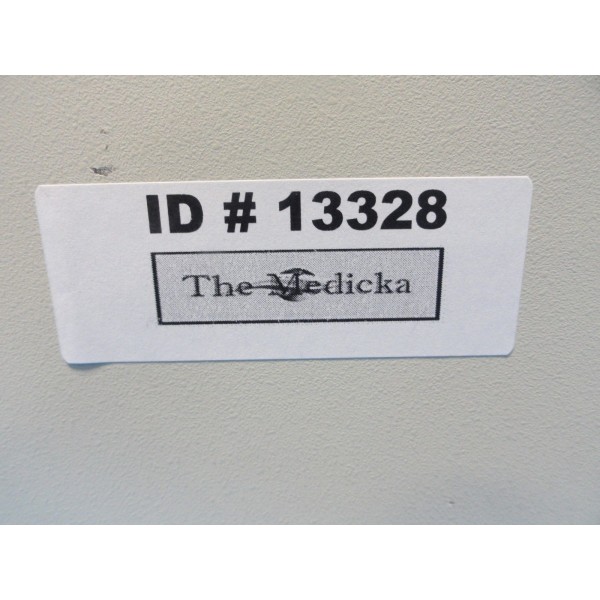 ID # 13328
The Medicka